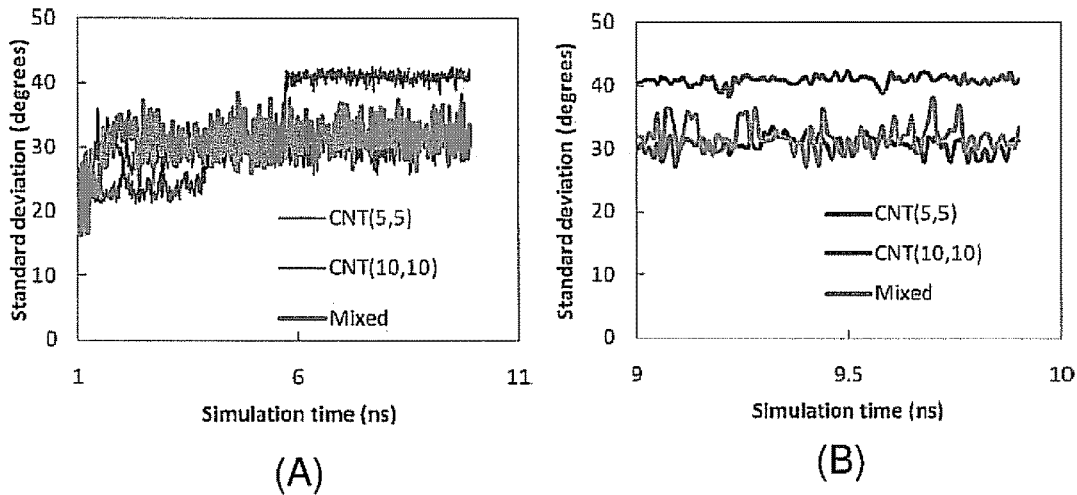 Standard deviation (degrees)
50
40
30
20
10
0
CNT(5,5)
CNT(10,10)
Mixed
1
6
11
Simulation time (ns)
(A)
Standard deviation (degrees)
50
40
30
20
10
0
CNT(5,5)
CNT(10,10)
Mixed
9
9.5
10
Simulation time (ns)
(B)